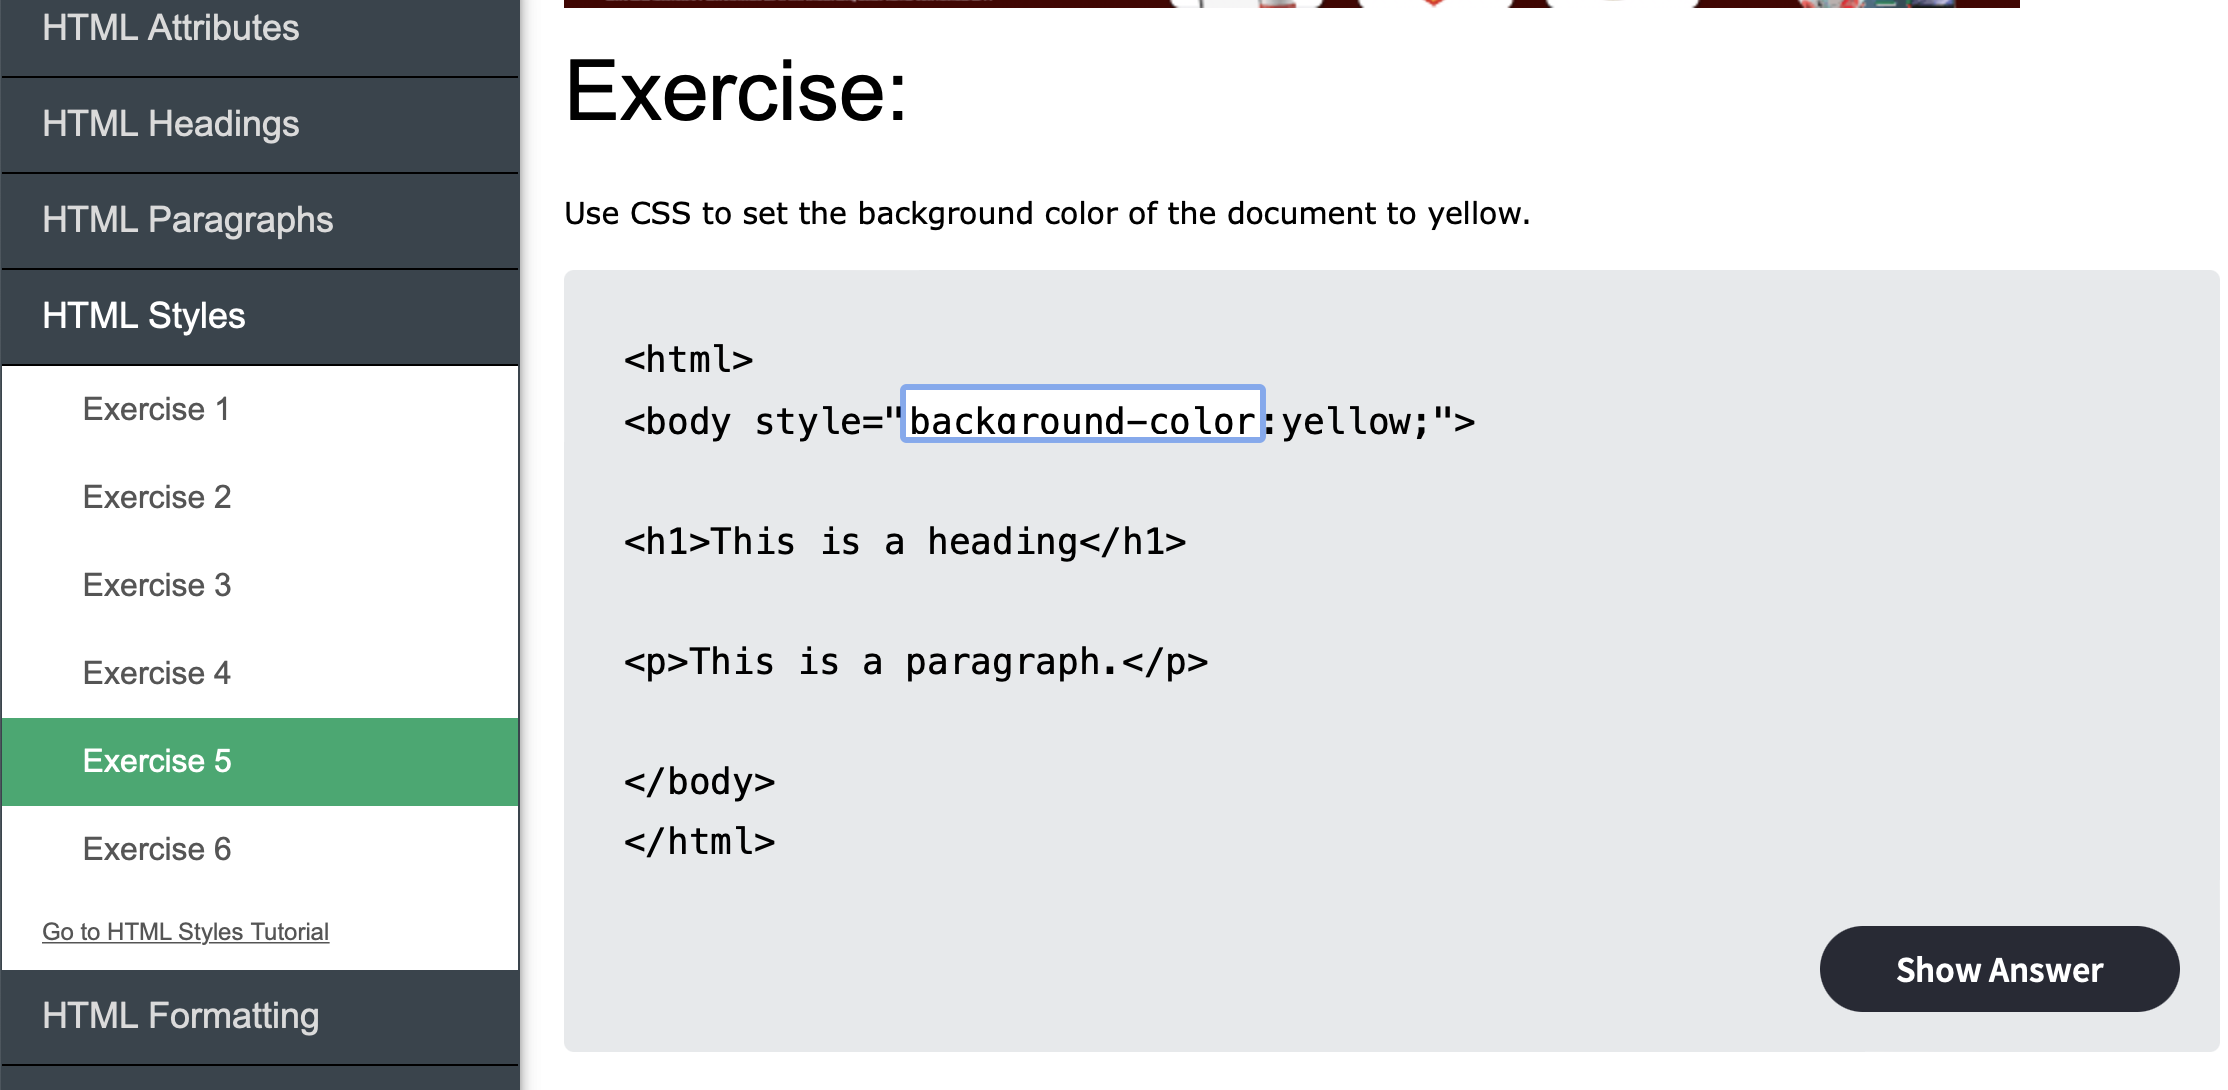 HTML Attributes
HTML Headings
HTML Paragraphs
HTML Styles
Exercise 1
Exercise 2
Exercise 3
Exercise 4
Exercise 5
Exercise 6
Go to HTML Styles Tutorial
HTML Formatting
Exercise:
Use CSS to set the background color of the document to yellow.
<html>
<body style="background-color:yellow;">
<h1>This is a heading</h1>
<p>This is a paragraph.</p>
</body>
</html>
Show Answer